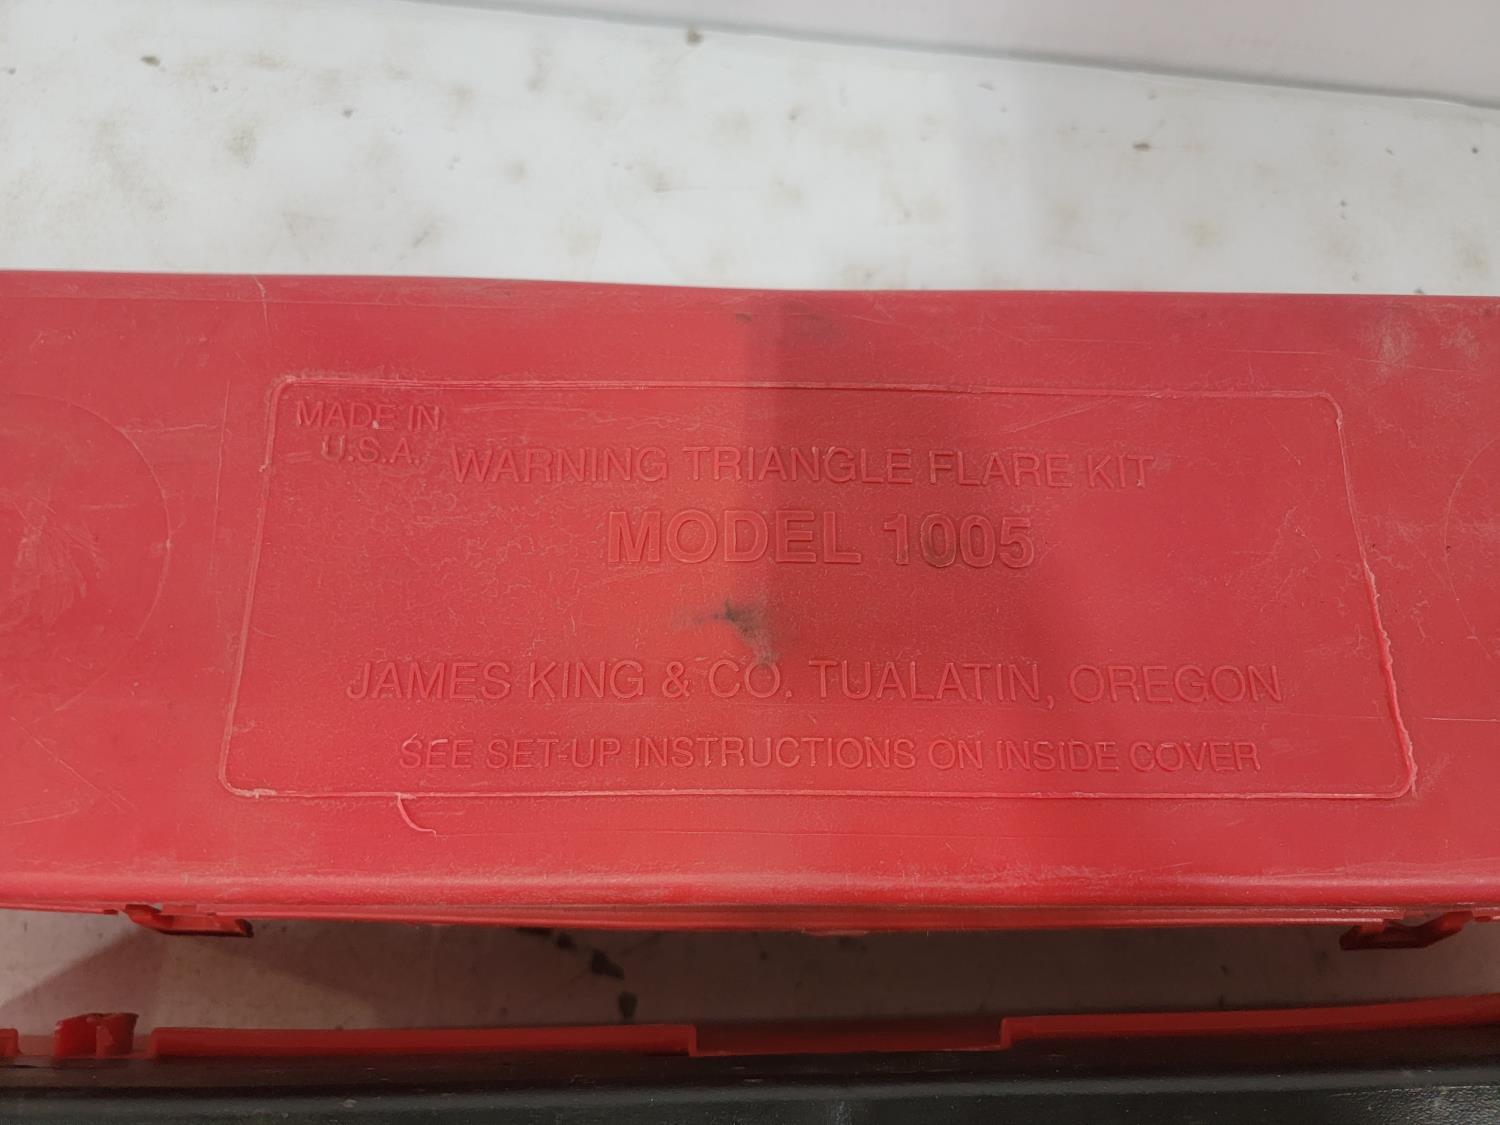 MADE IN
U.S.A.
WARNING TRIANGLE FLARE KIT
MODEL 1005
JAMES KING & CO. TUALATIN, OREGON
SEE SET-UP INSTRUCTIONS ON INSIDE COVER